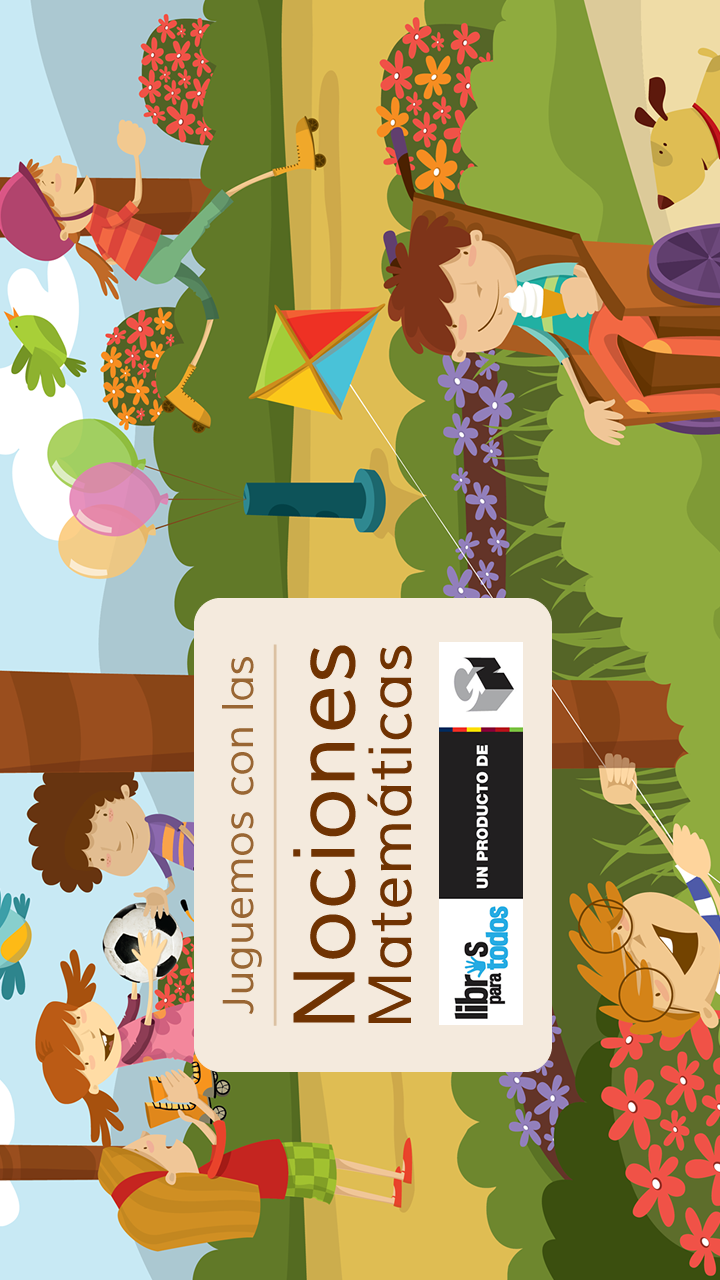 Juguemos con las
Nociones
Matemáticas
libros
para todos
UN PRODUCTO DE